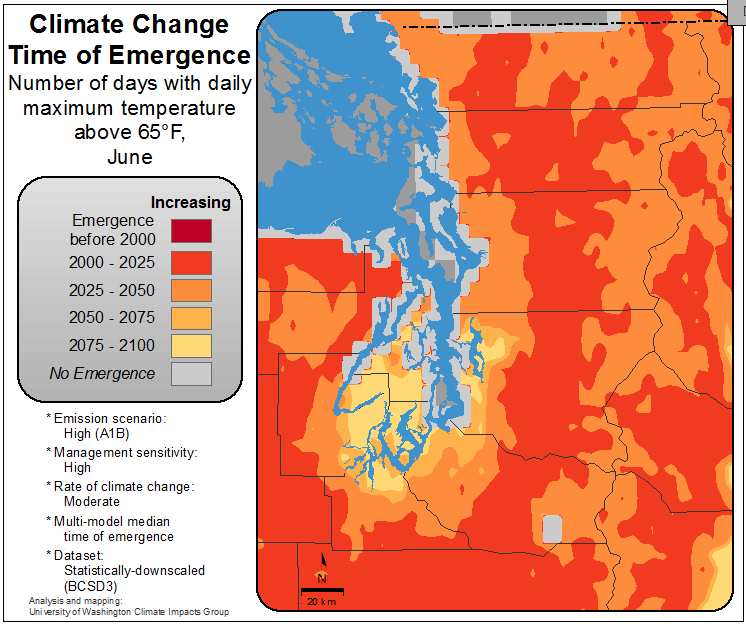 Climate Change
Time of Emergence
Number of days with daily
maximum temperature
above 65°F,
June
Increasing
Emergence
before 2000
2000 - 2025
2025 - 2050
2050 - 2075
2075 - 2100
No Emergence
* Emission scenario:
High (A1B)
* Management sensitivity:
High
* Rate of climate change:
Moderate
* Multi-model median
time of emergence
* Dataset:
Statistically-downscaled
(BCSD3)
Analysis and mapping:
University of Washington Climate Impacts Group
N
20 km